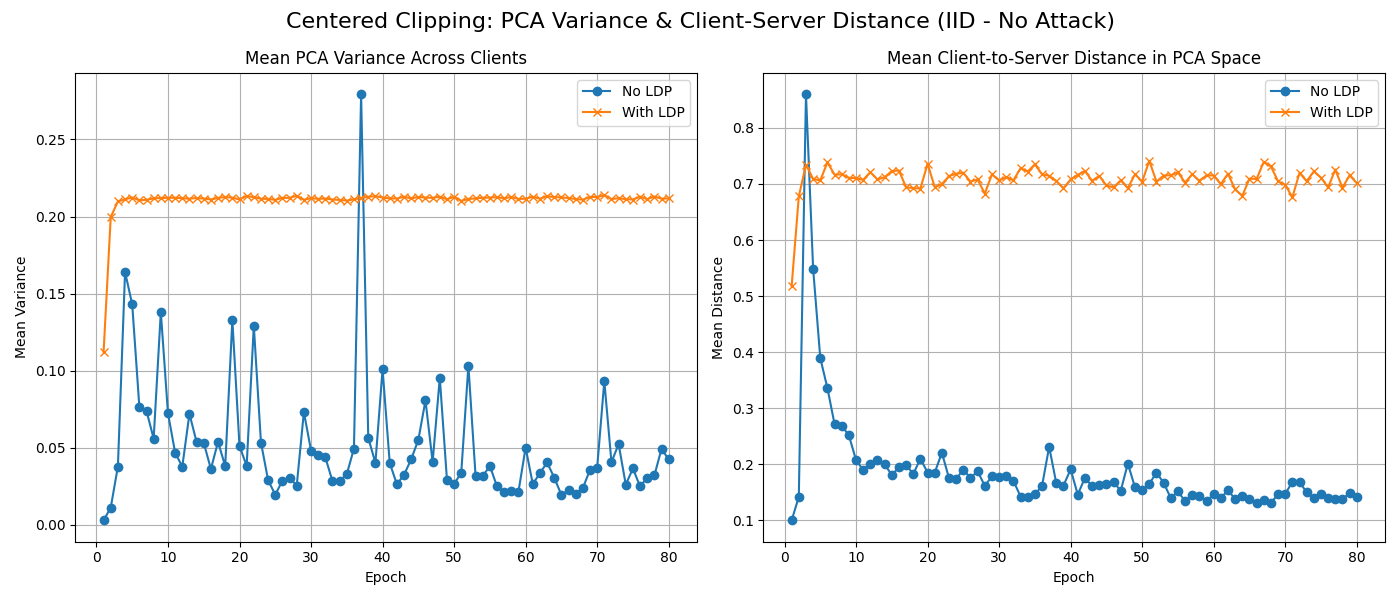 Centered Clipping: PCA Variance & Client-Server Distance (IID - No Attack)
Mean PCA Variance Across Clients
No LDP
With LDP
0.25
0.20
0.15
0.10
0.05
0.00
Mean Variance
0 10 20 30 40 50 60 70 80
Epoch
Mean Client-to-Server Distance in PCA Space
No LDP
With LDP
0.8
0.7
0.6
0.5
0.4
0.3
0.2
0.1
Mean Distance
0 10 20 30 40 50 60 70 80
Epoch